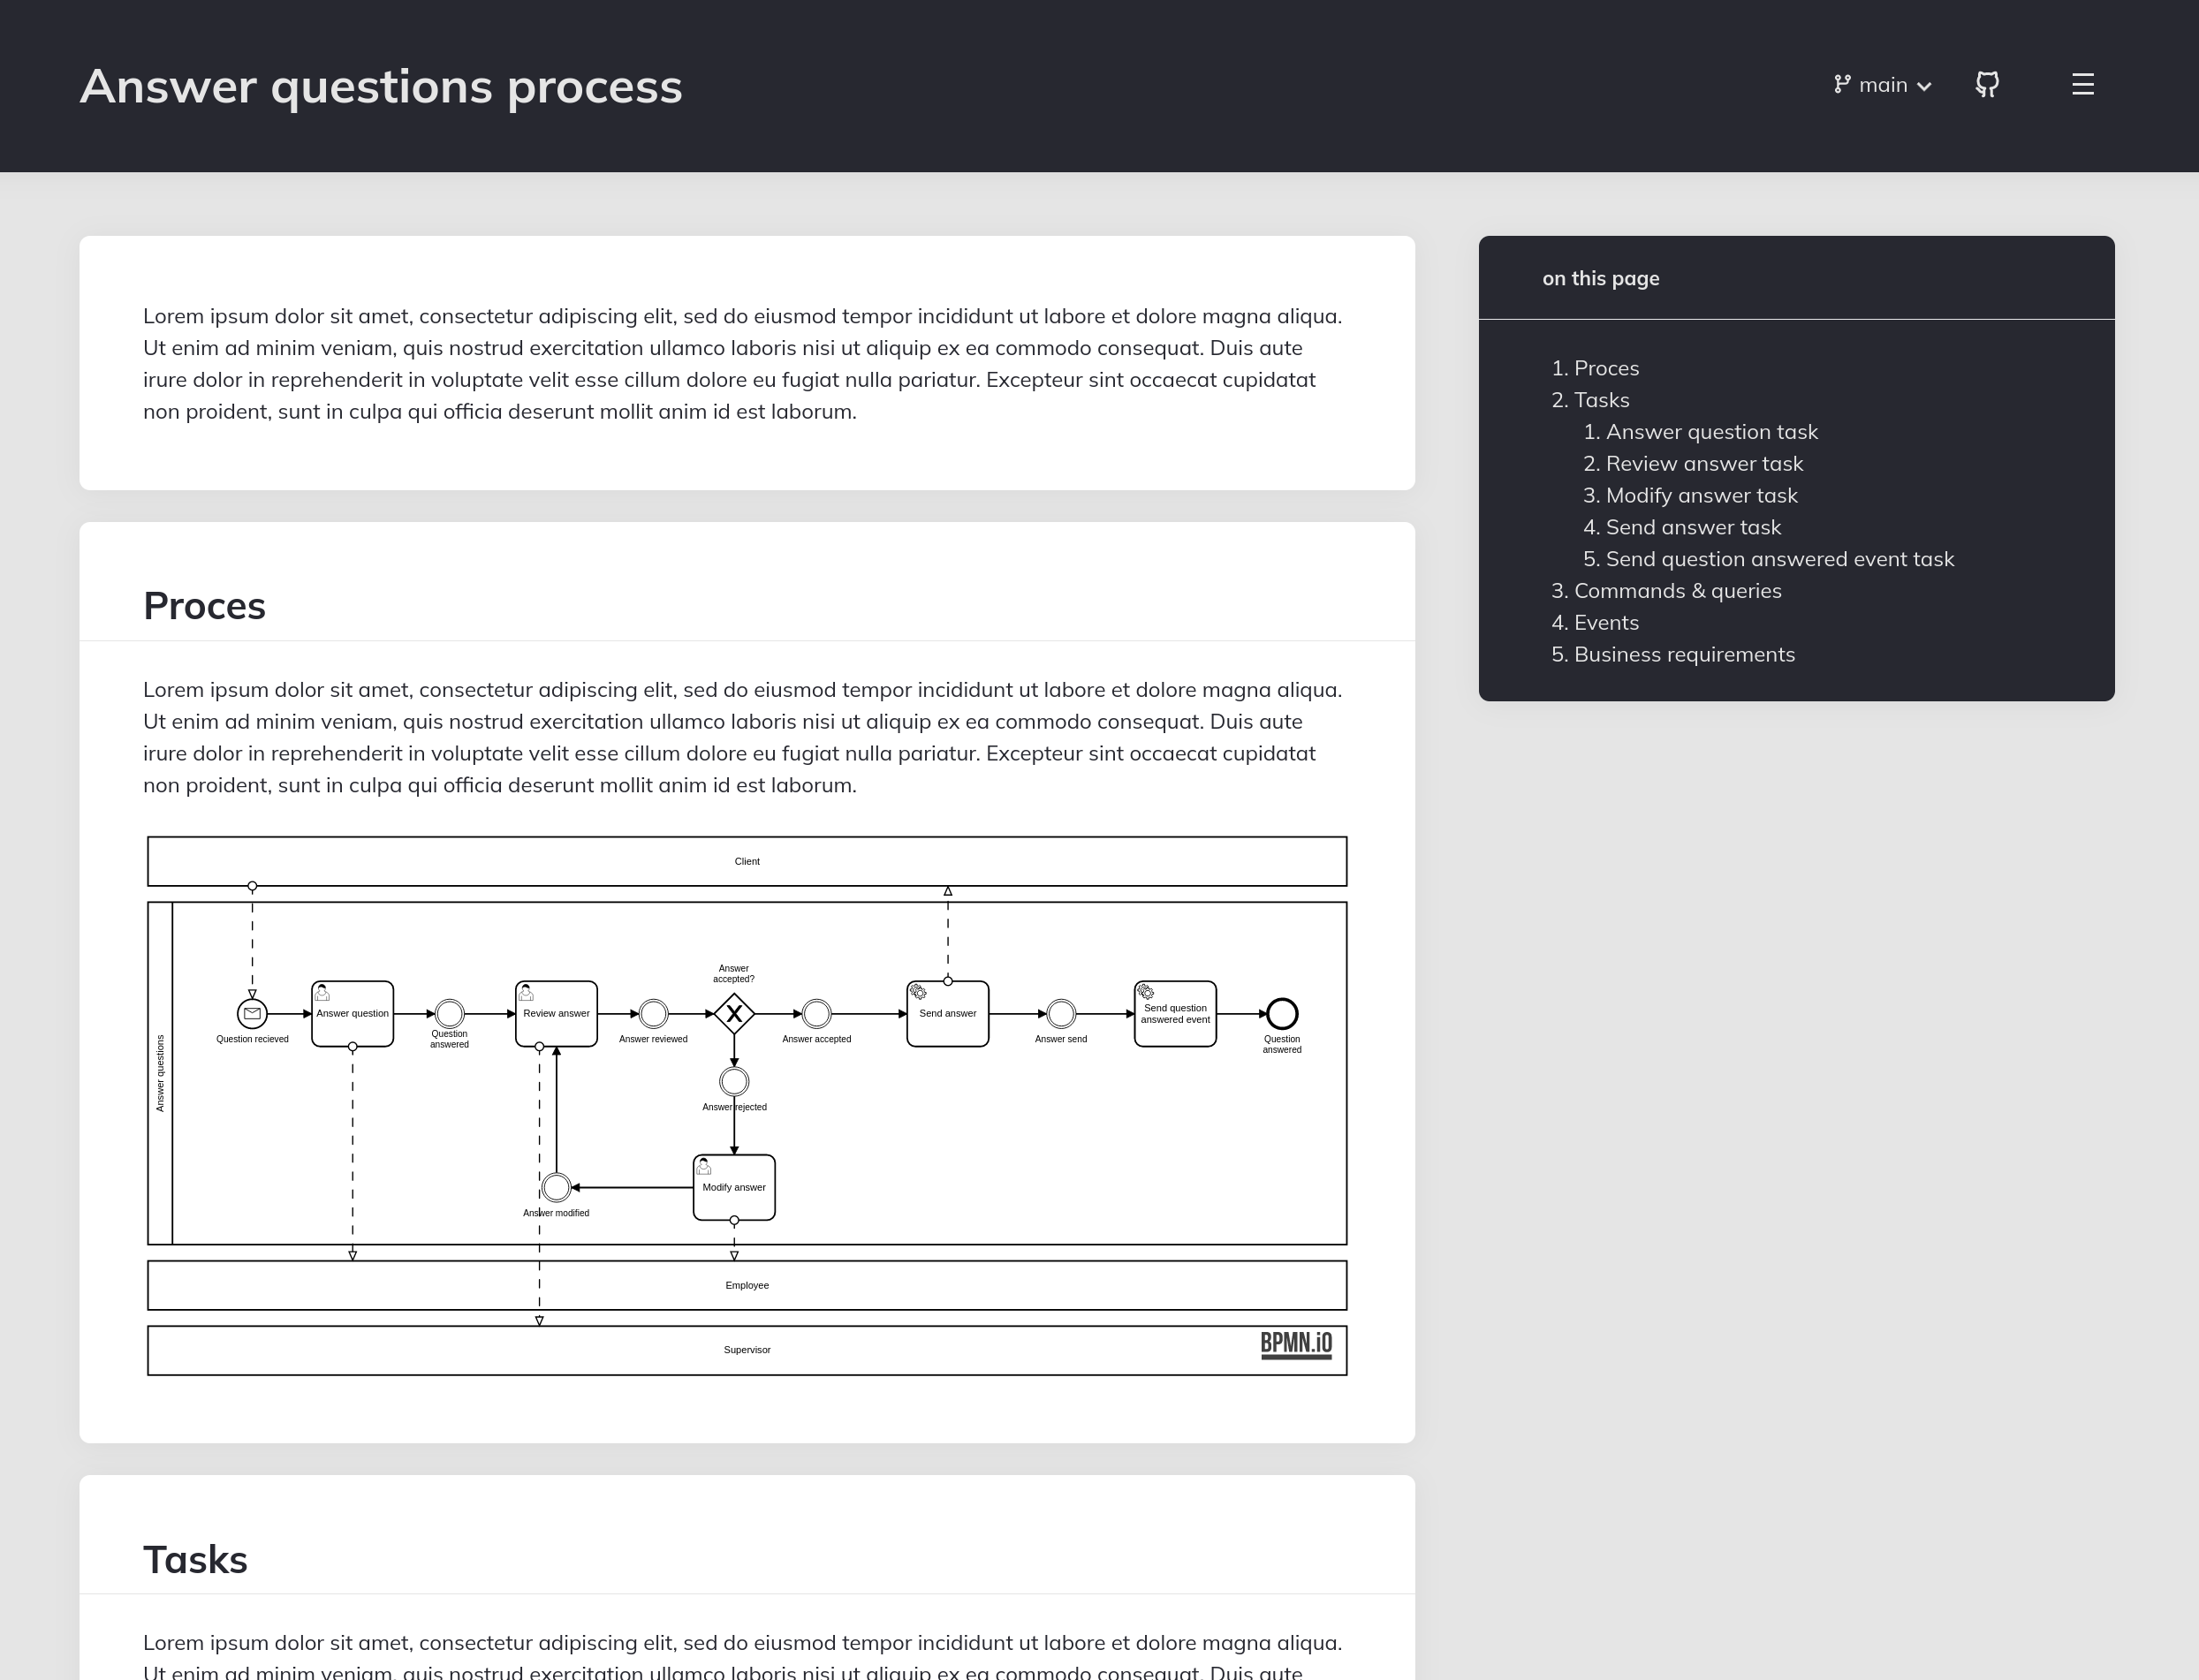 Answer questions process
main
Lorem ipsum dolor sit amet, consectetur adipiscing elit, sed do eiusmod tempor incididunt ut labore et dolore magna aliqua.
Ut enim ad minim veniam, quis nostrud exercitation ullamco laboris nisi ut aliquip ex ea commodo consequat. Duis aute
irure dolor in reprehenderit in voluptate velit esse cillum dolore eu fugiat nulla pariatur. Excepteur sint occaecat cupidatat
non proident, sunt in culpa qui officia deserunt mollit anim id est laborum.
on this page
1. Proces
2. Tasks
1. Answer question task
2. Review answer task
3. Modify answer task
4. Send answer task
5. Send question answered event task
3. Commands & queries
4. Events
5. Business requirements
Proces
Lorem ipsum dolor sit amet, consectetur adipiscing elit, sed do eiusmod tempor incididunt ut labore et dolore magna aliqua.
Ut enim ad minim veniam, quis nostrud exercitation ullamco laboris nisi ut aliquip ex ea commodo consequat. Duis aute
irure dolor in reprehenderit in voluptate velit esse cillum dolore eu fugiat nulla pariatur. Excepteur sint occaecat cupidatat
non proident, sunt in culpa qui officia deserunt mollit anim id est laborum.
Client
Answer questions
Question recieved
Answer question
Question
answered
Review answer
Answer reviewed
Answer
accepted?
Answer accepted
Send answer
Answer send
Send question
answered event
Question
answered
Answer rejected
Modify answer
Answer modified
Employee
Supervisor
BPMN.iO
Tasks
Lorem ipsum dolor sit amet, consectetur adipiscing elit, sed do eiusmod tempor incididunt ut labore et dolore magna aliqua.
Ut enim ad minim veniam, quis nostrud exercitation ullamco laboris nisi ut aliquip ex ea commodo consequat. Duis aute